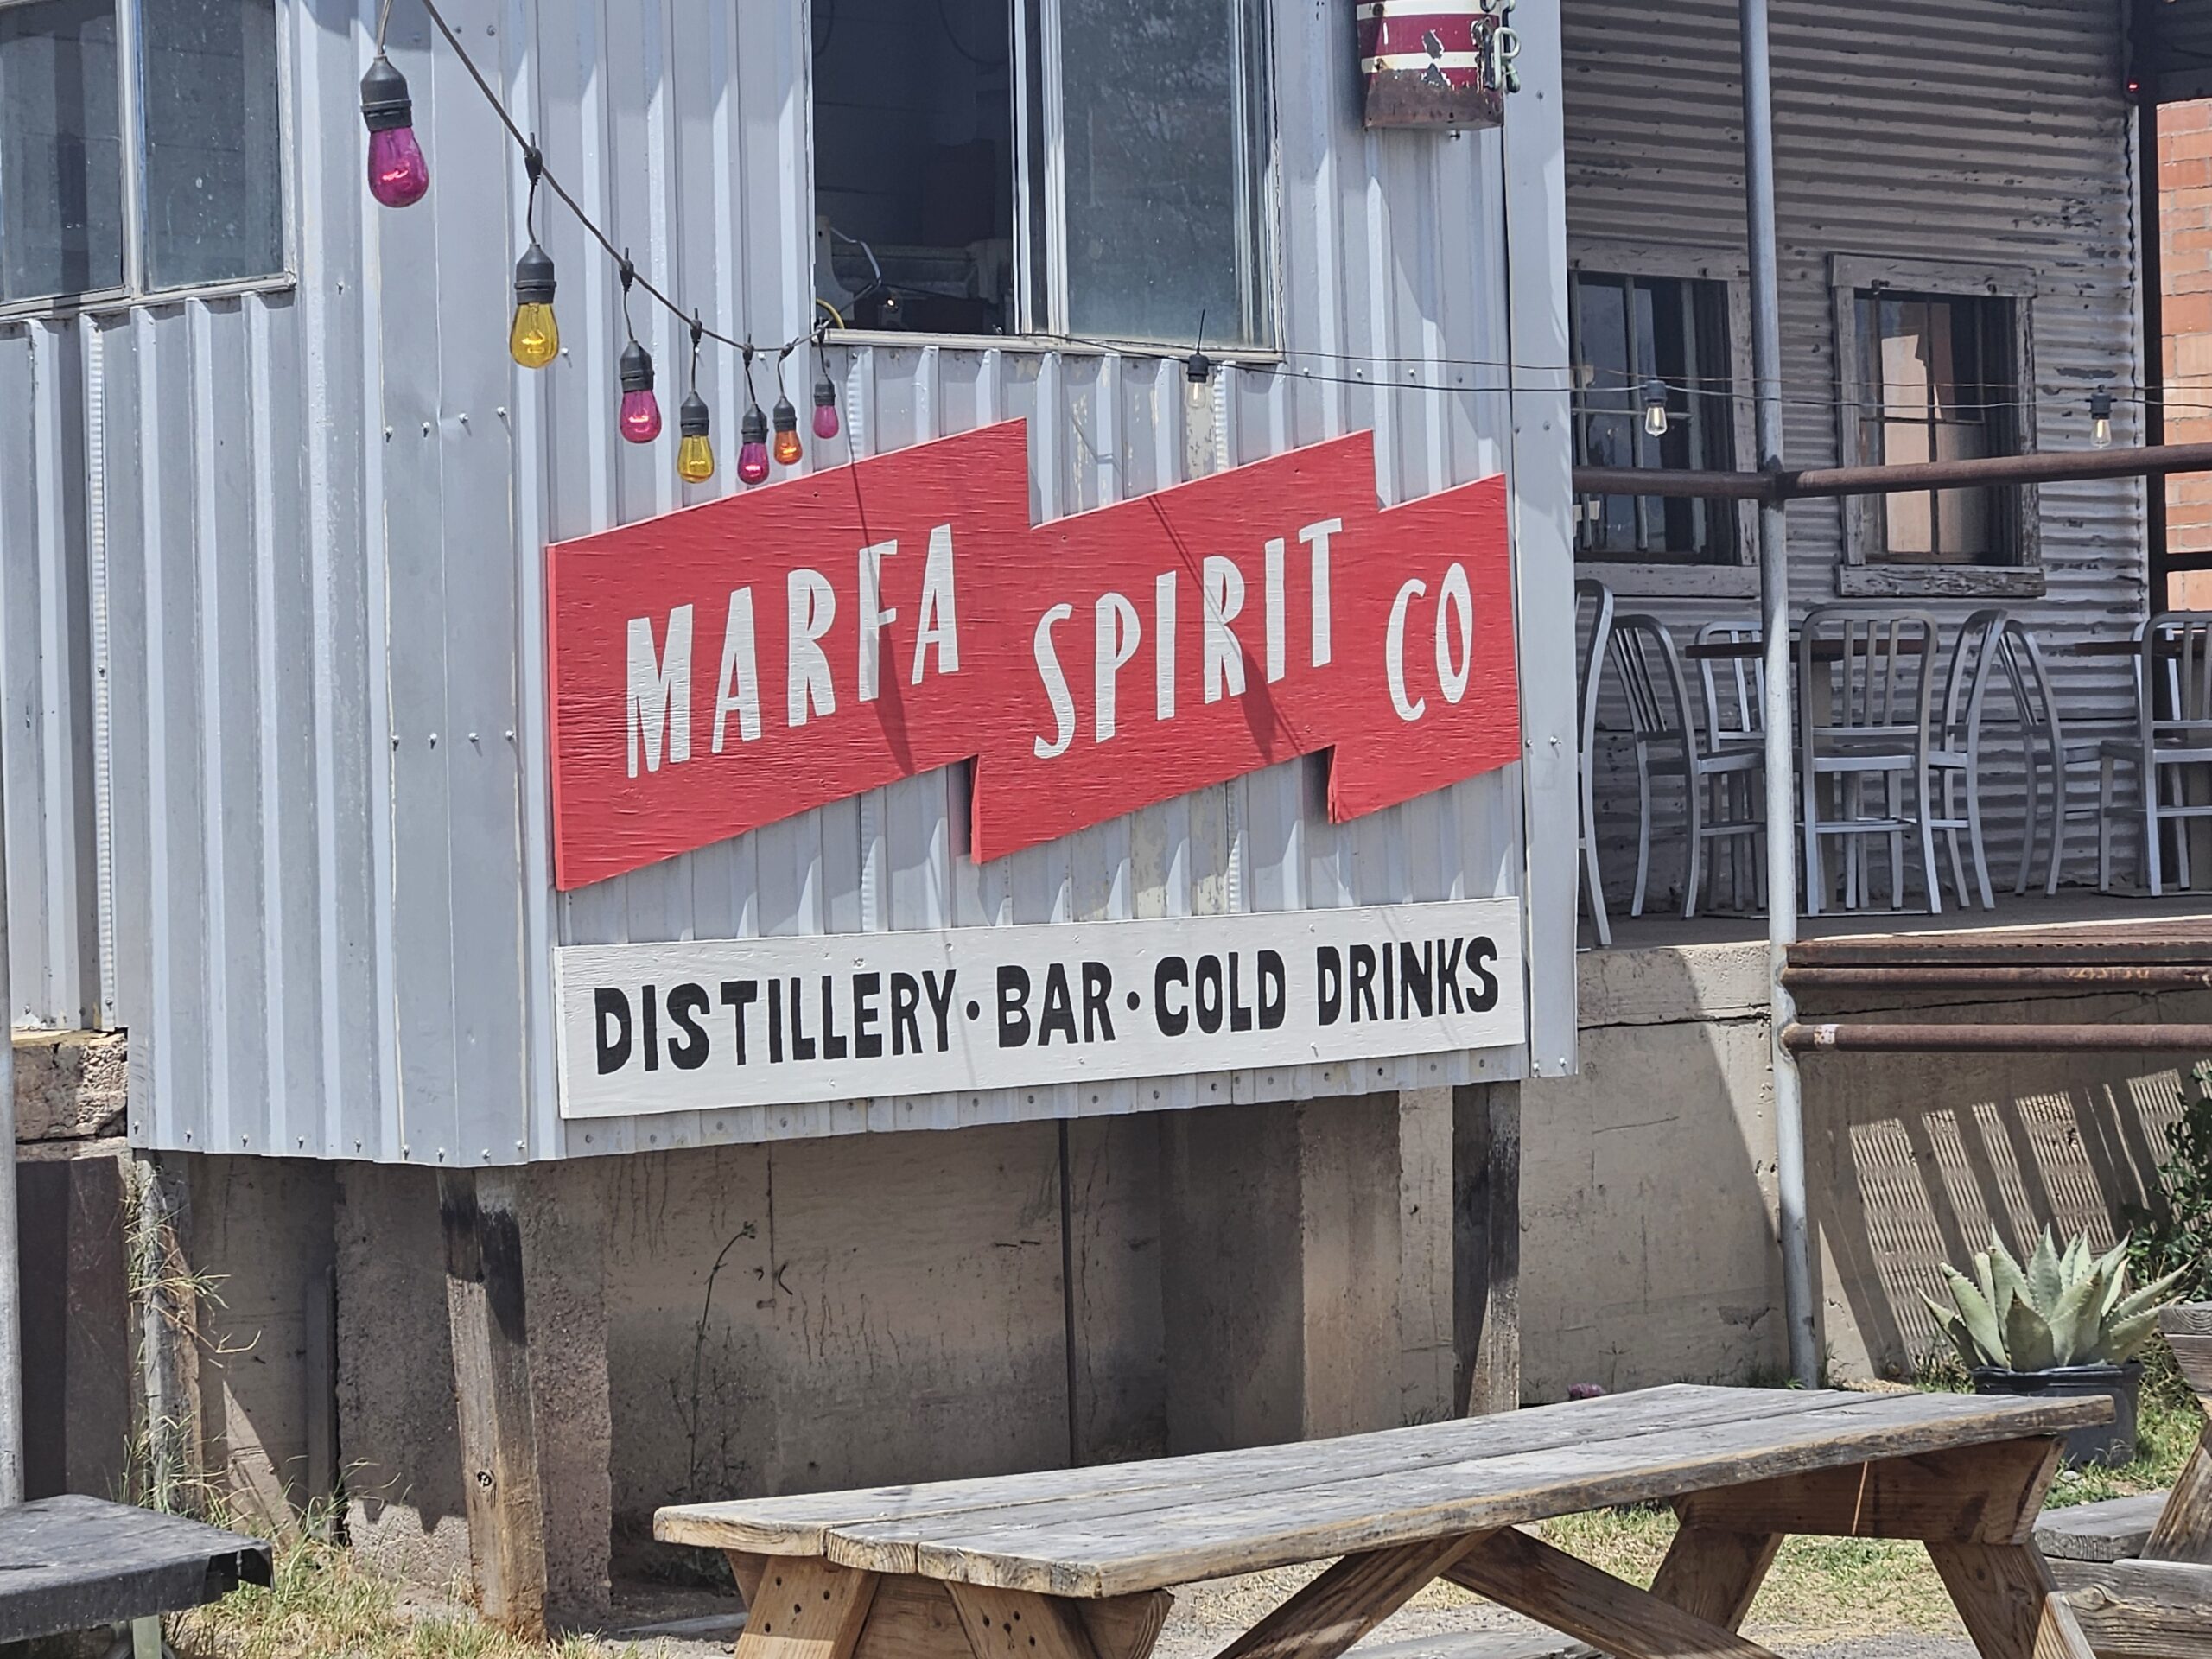 MARFA SPIRIT CO
DISTILLERY · BAR · COLD DRINKS